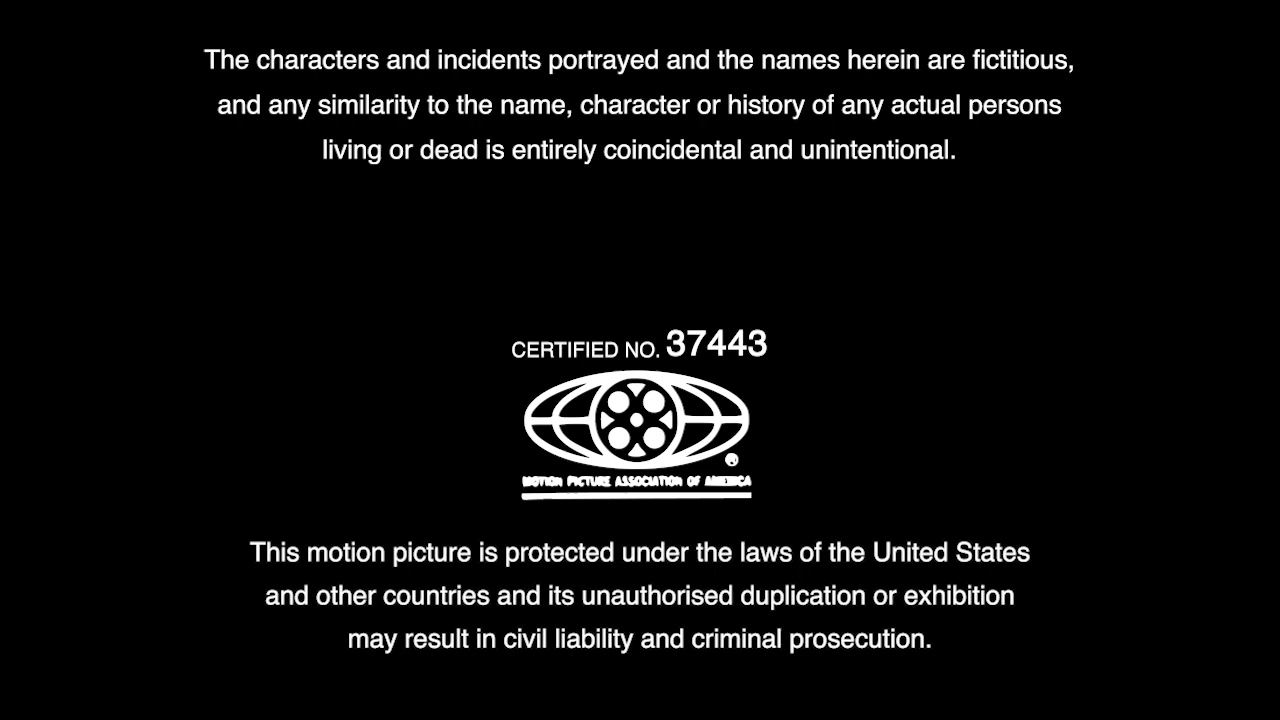 The characters and incidents portrayed and the names herein are fictitious,
and any similarity to the name, character or history of any actual persons
living or dead is entirely coincidental and unintentional.
CERTIFIED NO. 37443
MOTION PICTURE ASSOCIATION OF AMERICA
This motion picture is protected under the laws of the United States
and other countries and its unauthorised duplication or exhibition
may result in civil liability and criminal prosecution.